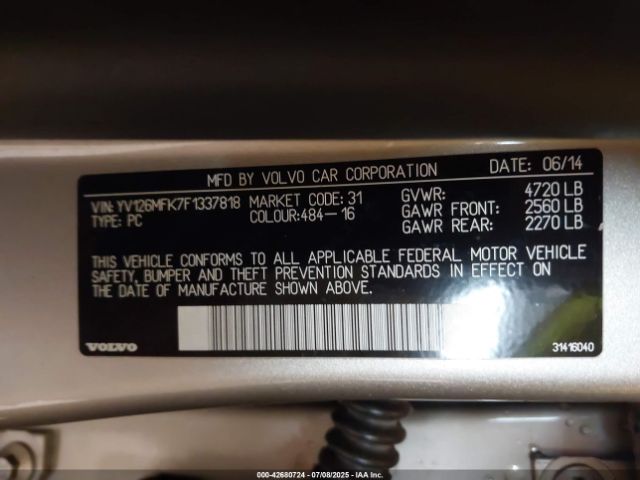 MFD BY VOLVO CAR CORPORATION DATE: 06/14
VIN: YV126MFK7F1337818 MARKET CODE: 31 GVWR: 4720 LB
TYPE: PC COLOUR:484-16 GAWR FRONT: 2560 LB
GAWR REAR: 2270 LB
THIS VEHICLE CONFORMS TO ALL APPLICABLE FEDERAL MOTOR VEHICLE
SAFETY, BUMPER AND THEFT PREVENTION STANDARDS IN EFFECT ON
THE DATE OF MANUFACTURE SHOWN ABOVE.
VOLVO 31416040
000-42680724 - 07/08/2025 - IAA Inc.